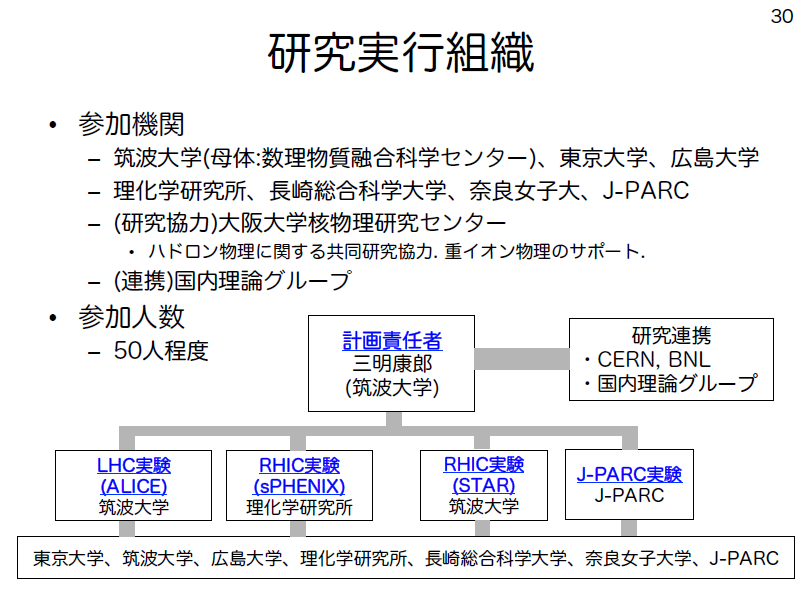 30
研究実行組織
• 参加機関
– 筑波大学(母体:数理物質融合科学センター)、東京大学、広島大学
– 理化学研究所、長崎総合科学大学、奈良女子大、J-PARC
– (研究協力)大阪大学核物理研究センター
• ハドロン物理に関する共同研究協力. 重イオン物理のサポート.
– (連携)国内理論グループ
• 参加人数
– 50人程度
計画責任者
三明康郎
(筑波大学)
研究連携
・CERN, BNL
・国内理論グループ
LHC実験
(ALICE)
筑波大学
RHIC実験
(sPHENIX)
理化学研究所
RHIC実験
(STAR)
筑波大学
J-PARC実験
J-PARC
東京大学、筑波大学、広島大学、理化学研究所、長崎総合科学大学、奈良女子大学、J-PARC